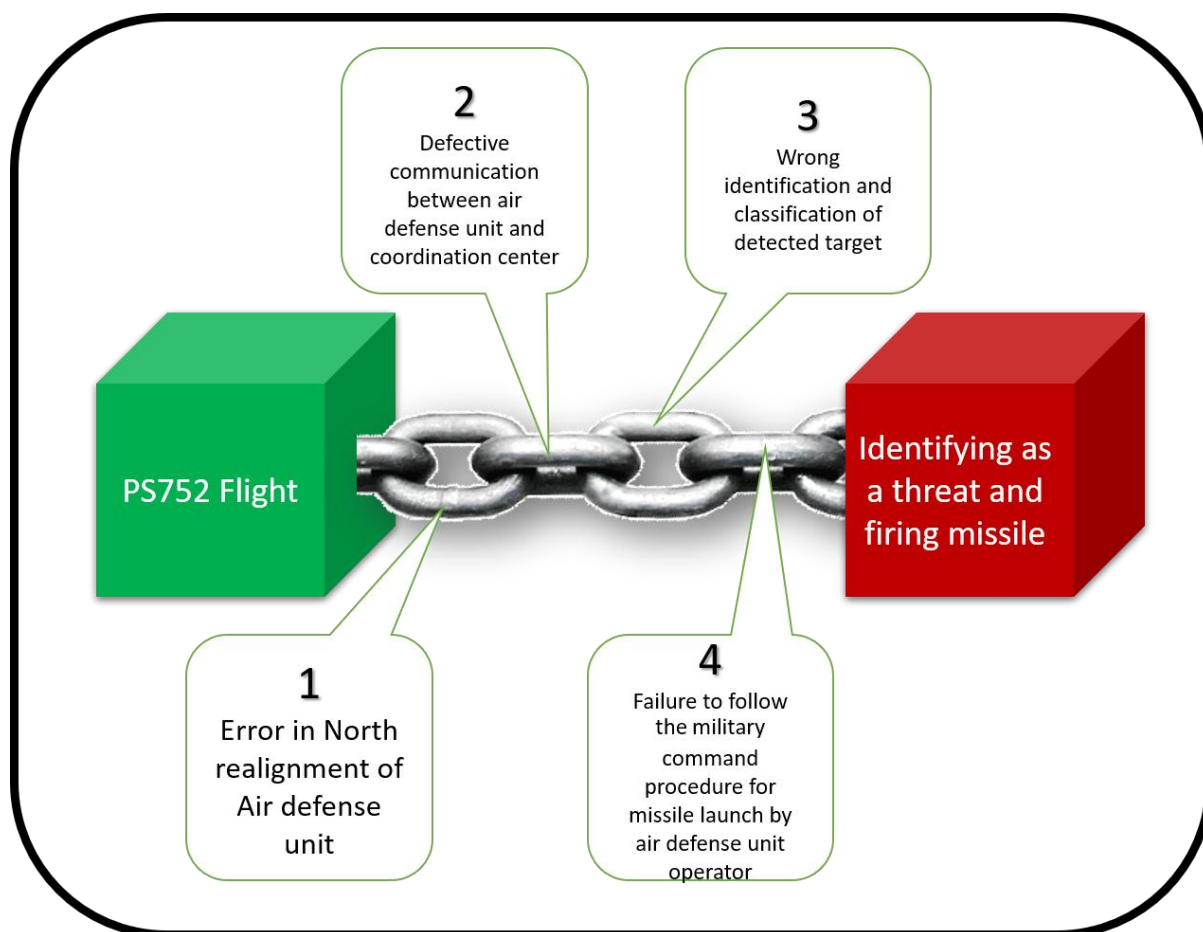 2
Defective
communication
between air
defense unit and
coordination center
3
Wrong
identification and
classification of
detected target
PS752 Flight
Identifying as
a threat and
firing missile
1
Error in North
realignment of
Air defense
unit
4
Failure to follow
the military
command
procedure for
missile launch by
air defense unit
operator